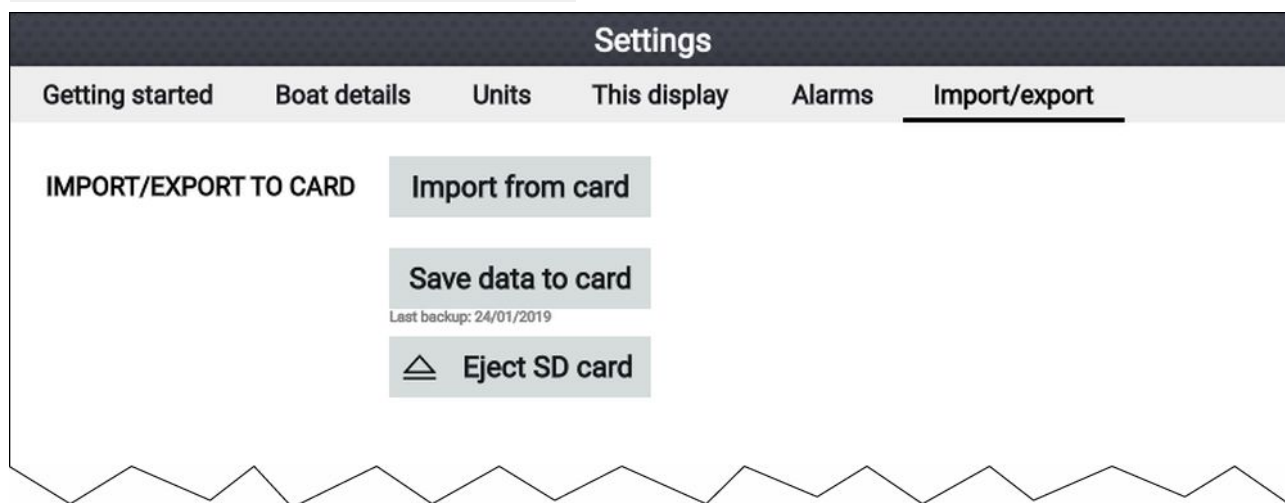 Settings
Getting started Boat details Units This display Alarms Import/export
IMPORT/EXPORT TO CARD Import from card
Save data to card
Last backup: 24/01/2019
Eject SD card